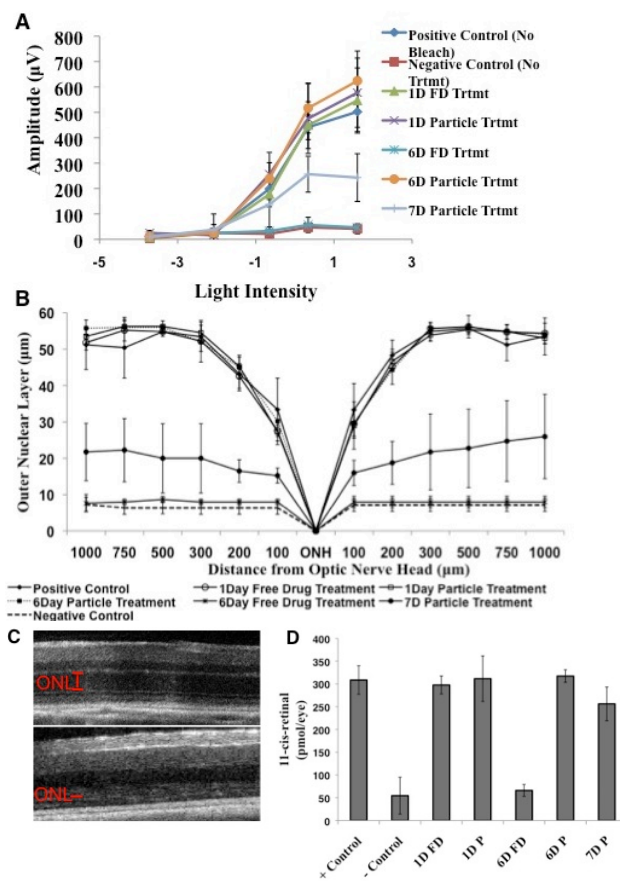 A
Amplitude (µV)
800
700
600
500
400
300
200
100
0
-5
-3
-1
1
3
Light Intensity
Positive Control (No
Bleach)
Negative Control (No
Trtmt)
1D FD Trtmt
1D Particle Trtmt
6D FD Trtmt
6D Particle Trtmt
7D Particle Trtmt
B
Outer Nuclear Layer (µm)
60
50
40
30
20
10
0
1000 750 500 300 200 100 ONH 100 200 300 500 750 1000
Distance from Optic Nerve Head (µm)
Positive Control 1Day Free Drug Treatment 1Day Particle Treatment
6Day Particle Treatment 6Day Free Drug Treatment 7D Particle Treatment
Negative Control
C
ONL
ONL
D
11-cis-retinal
(pmol/eye)
400
350
300
250
200
150
100
50
0
+ Control
- Control
1D FD
1D P
6D FD
6D P
7D P